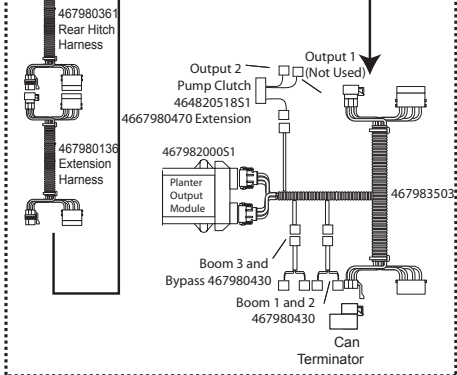 467980361
Rear Hitch
Harness
467980136
Extension
Harness
Output 2
Pump Clutch
464820518S1
4667980470 Extension
Output 1
(Not Used)
467982000S1
Planter
Output
Module
467983503
Boom 3 and
Bypass 467980430
Boom 1 and 2
467980430
Can
Terminator